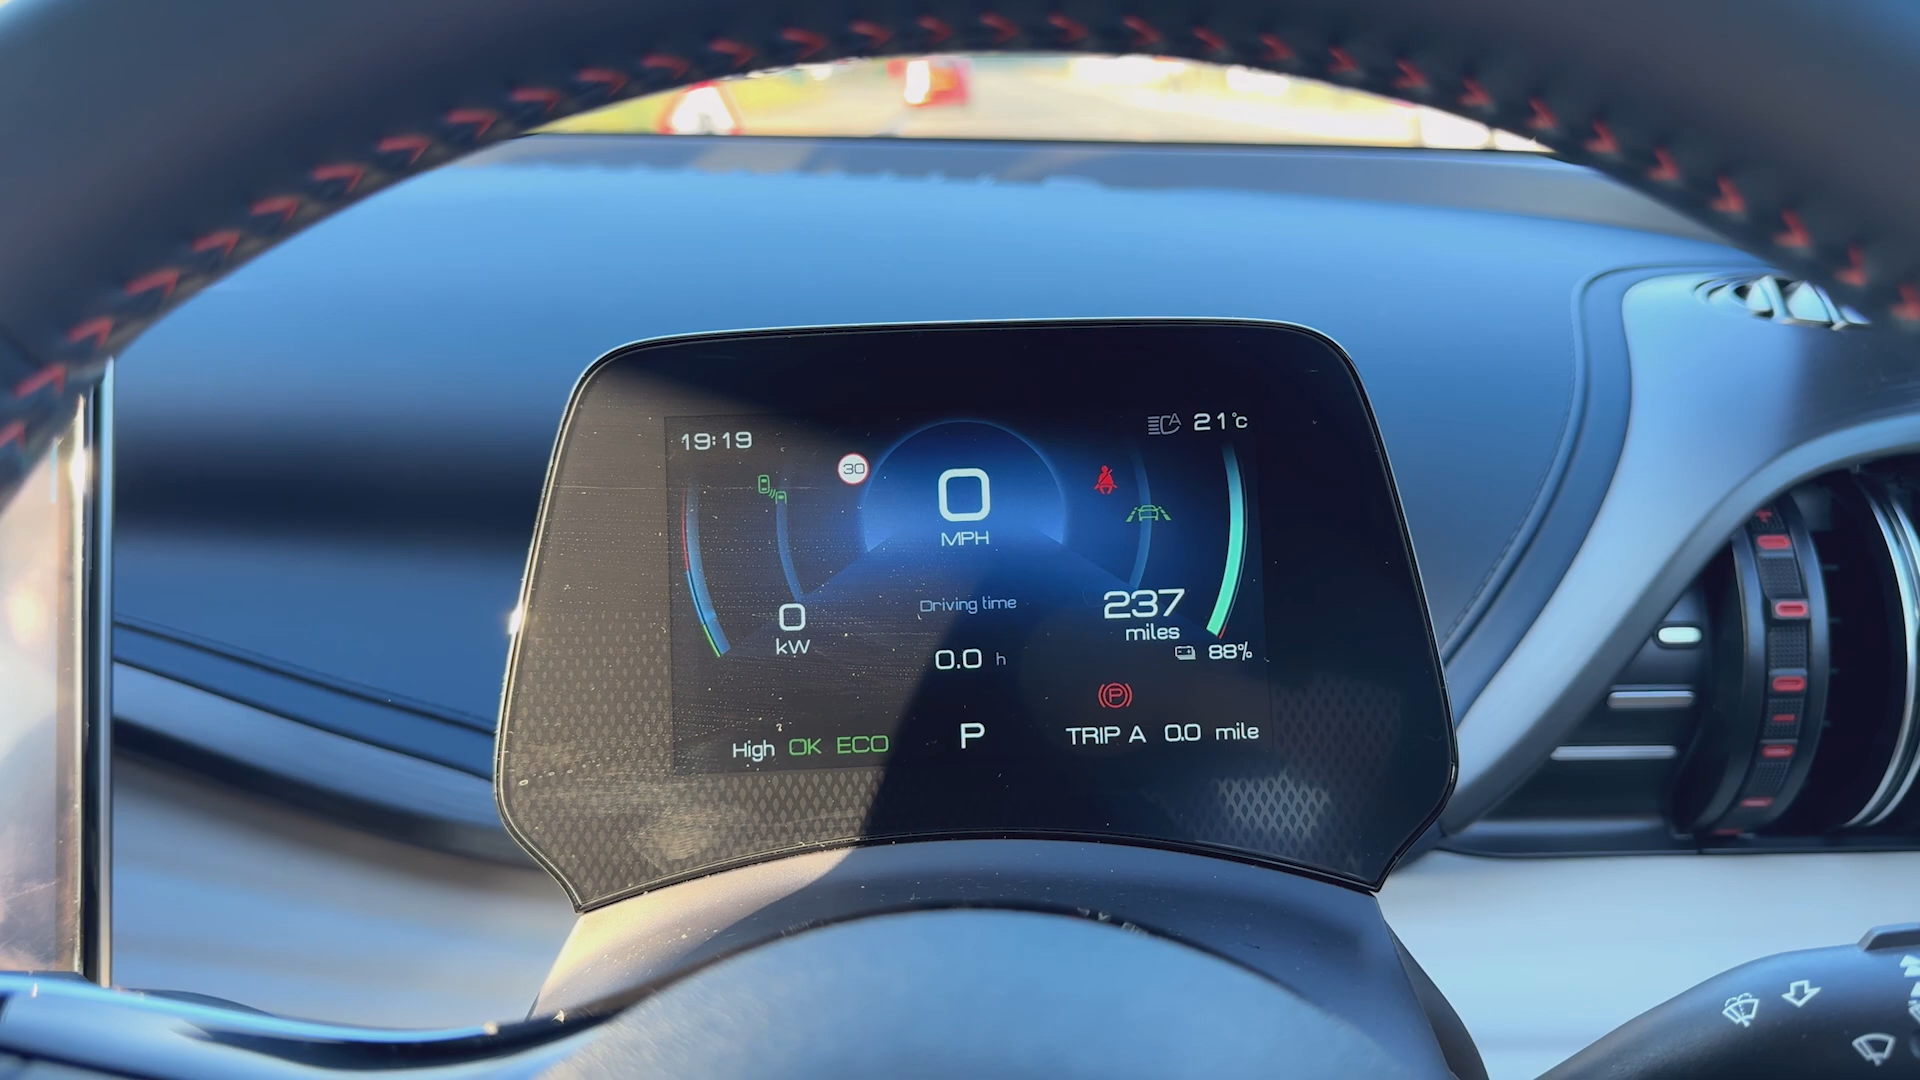 19:19
A 21°C
30
0
MPH
0
kW
Driving time
0.0 h
237
miles
88%
P
High OK ECO
P
TRIP A 0.0 mile